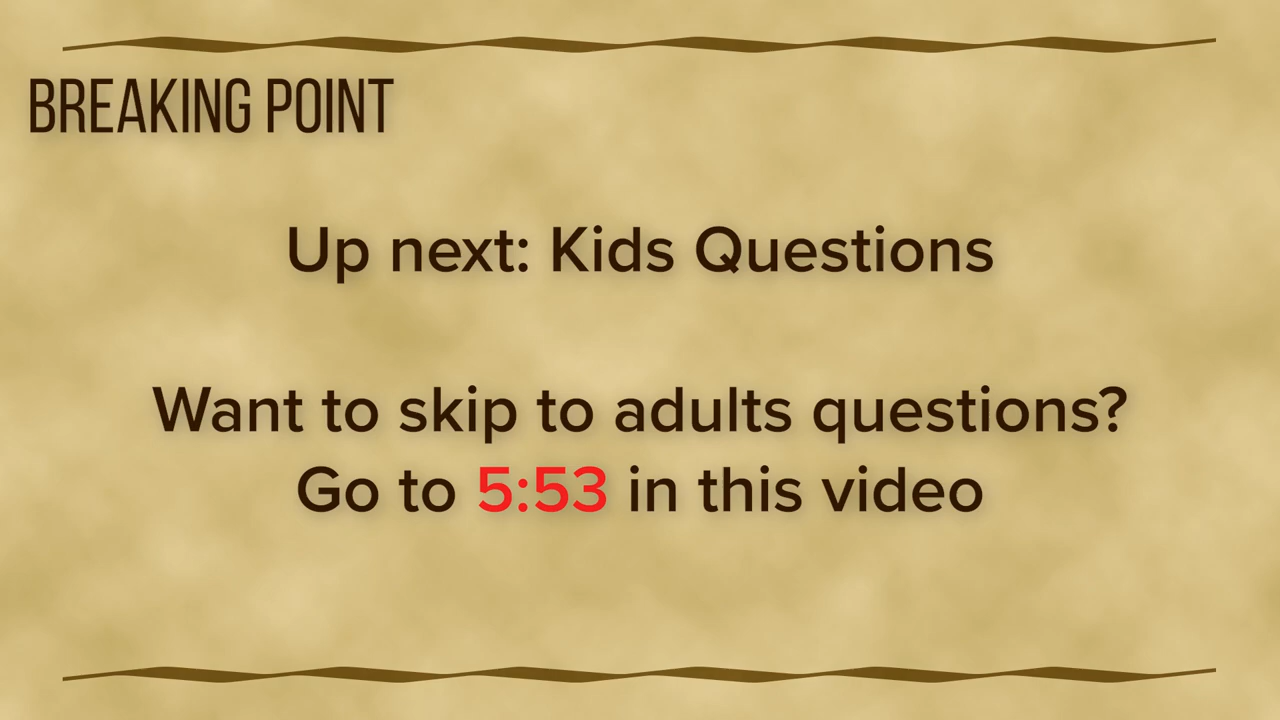 BREAKING POINT
Up next: Kids Questions
Want to skip to adults questions?
Go to 5:53 in this video